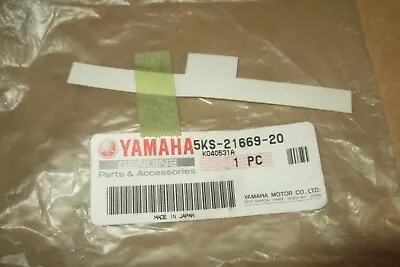 YAMAHA 5KS-21669-20
K040531A
GENUINE
1 PC
Parts & Accessories
YAMAHA MOTOR CO., LTD.
MADE IN JAPAN